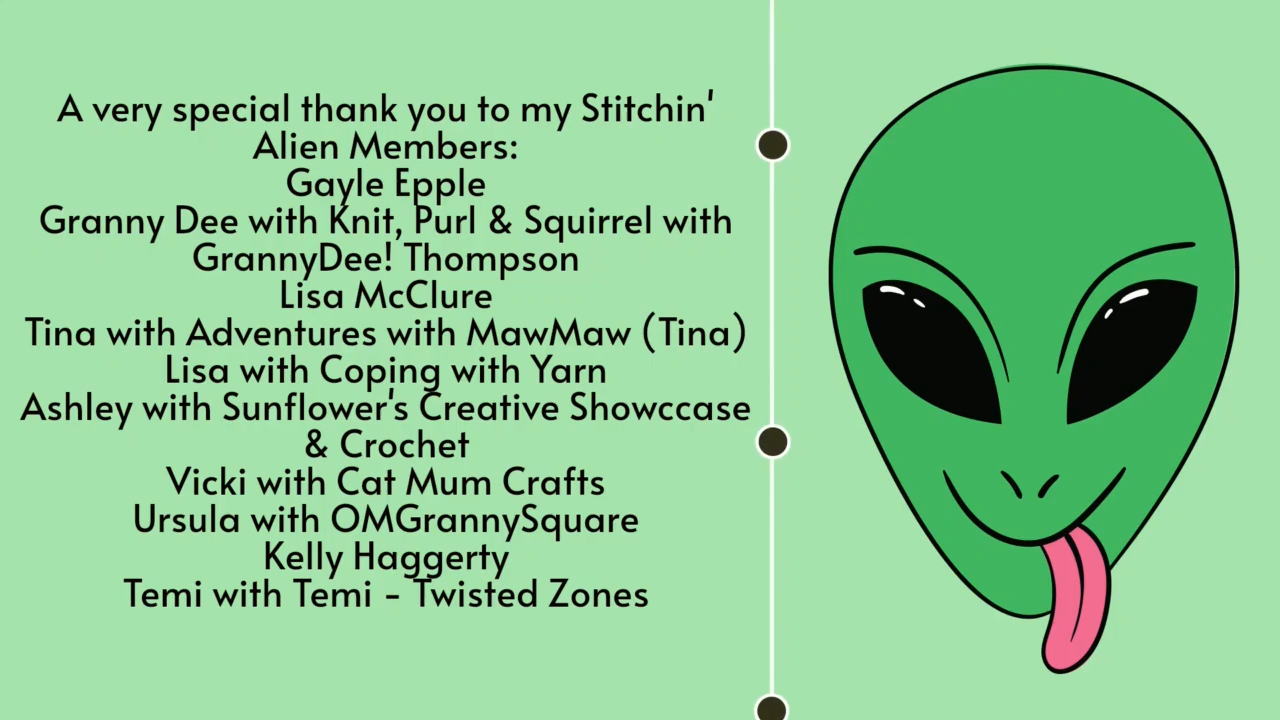 A very special thank you to my Stitchin'
Alien Members:
Gayle Epple
Granny Dee with Knit, Purl & Squirrel with
GrannyDee! Thompson
Lisa McClure
Tina with Adventures with MawMaw (Tina)
Lisa with Coping with Yarn
Ashley with Sunflower's Creative Showccase
& Crochet
Vicki with Cat Mum Crafts
Ursula with OMGrannySquare
Kelly Haggerty
Temi with Temi - Twisted Zones